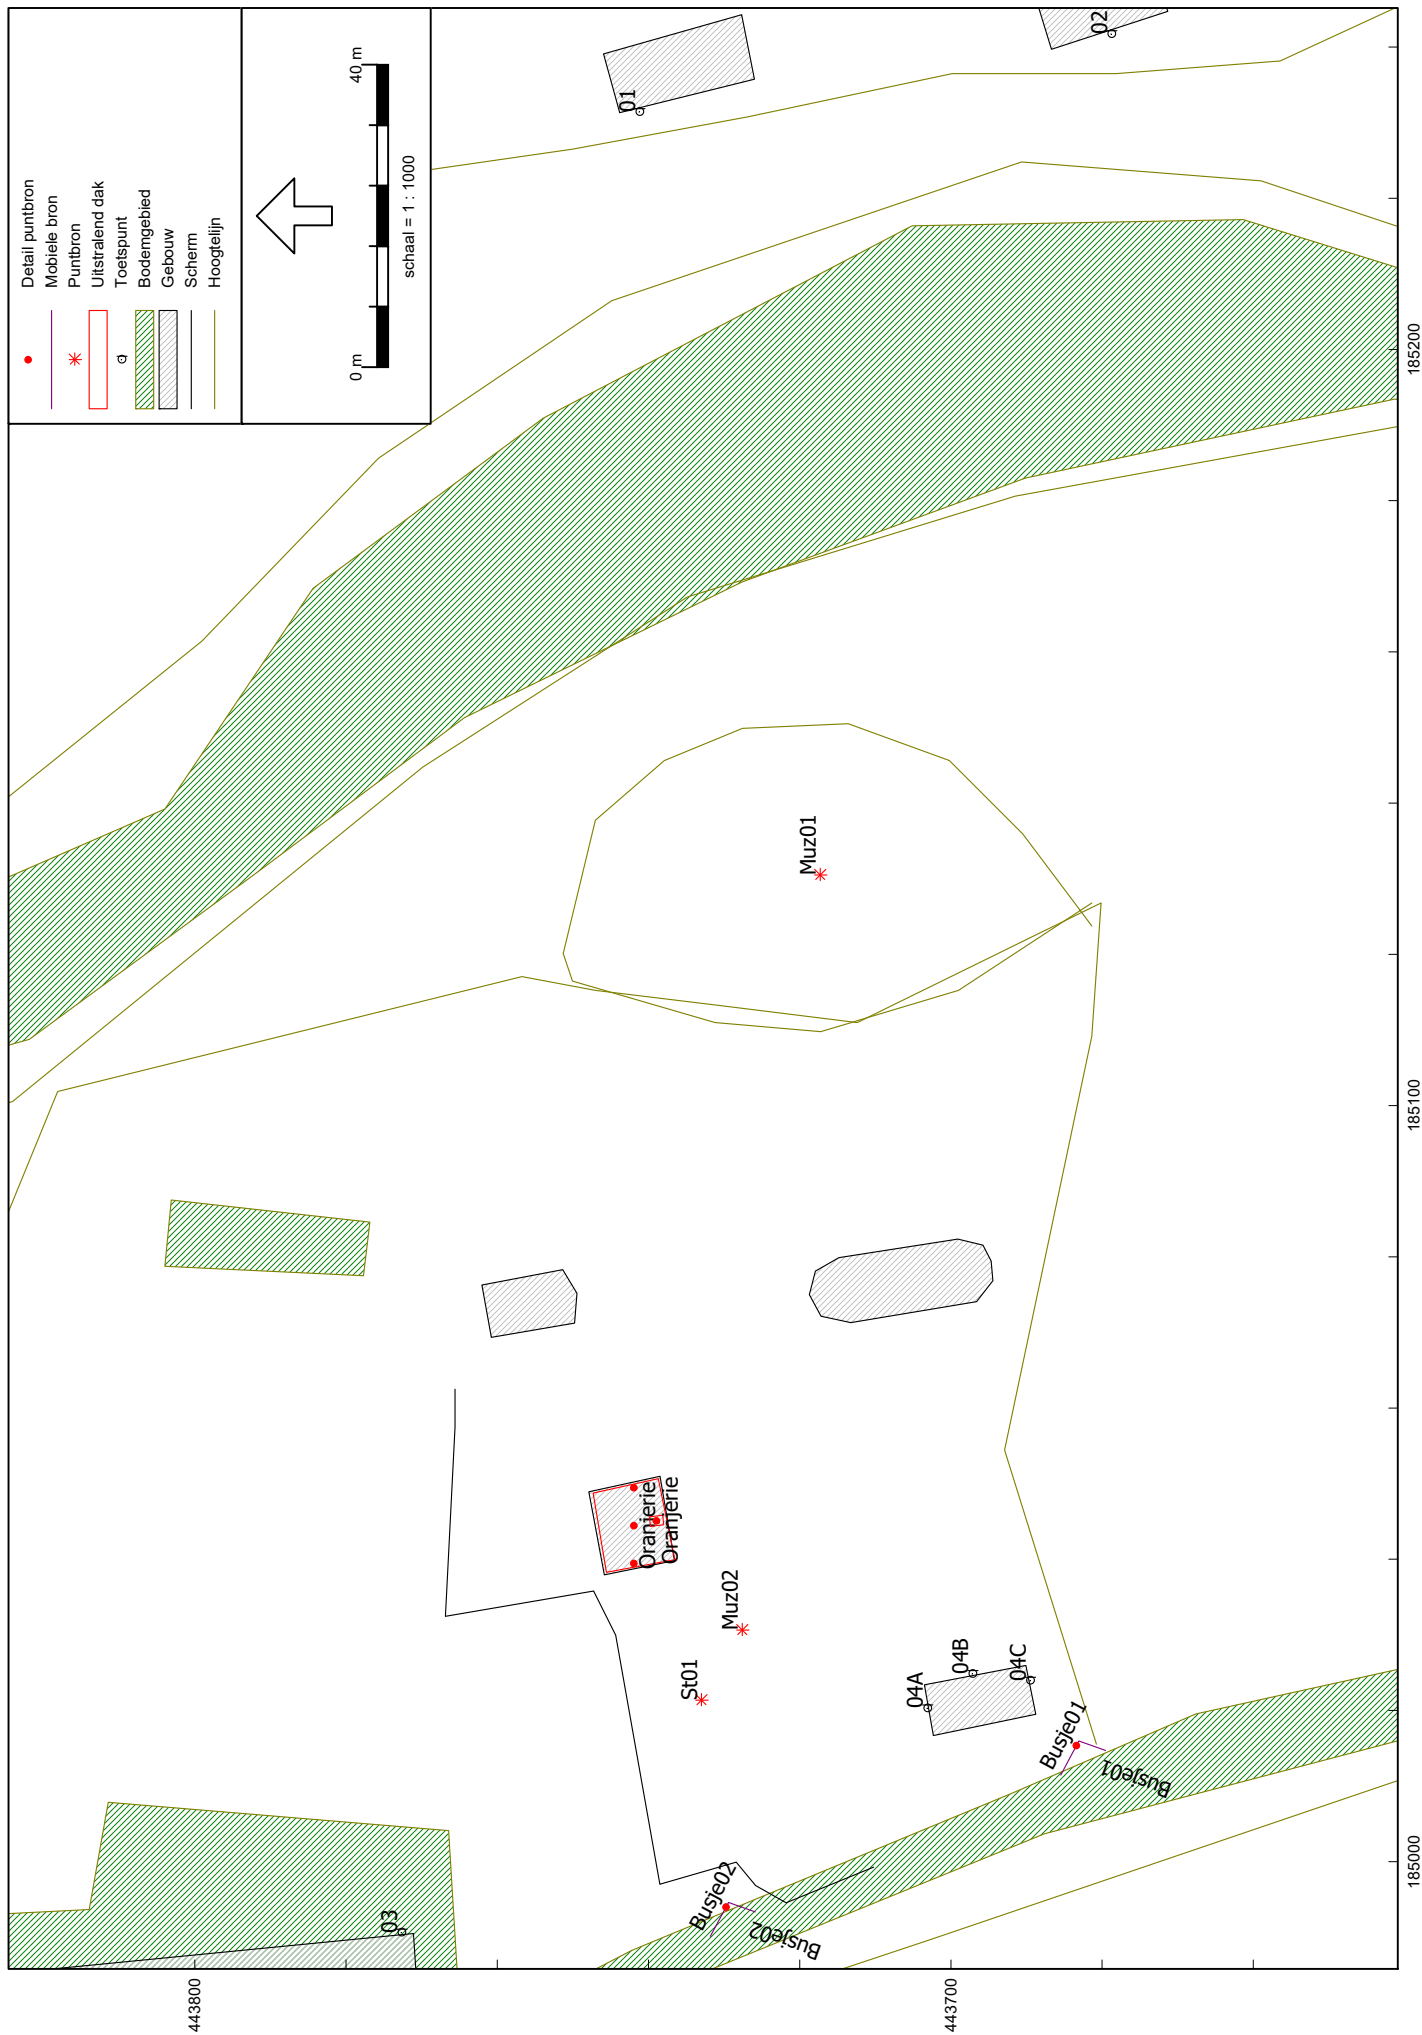 Detail puntbron
Mobiele bron
Puntbron
Uitstralend dak
Toetspunt
Bodemgebied
Gebouw
Scherm
Hoogtelijn
0 m
40 m
schaal = 1 : 1000
01
02
Muz01
Oranjerie
Oranjerie
Muz02
St01
04A
04B
04C
Busje01
Busje01
Busje02
Busje02
03
443800
443700
185000
185100
185200